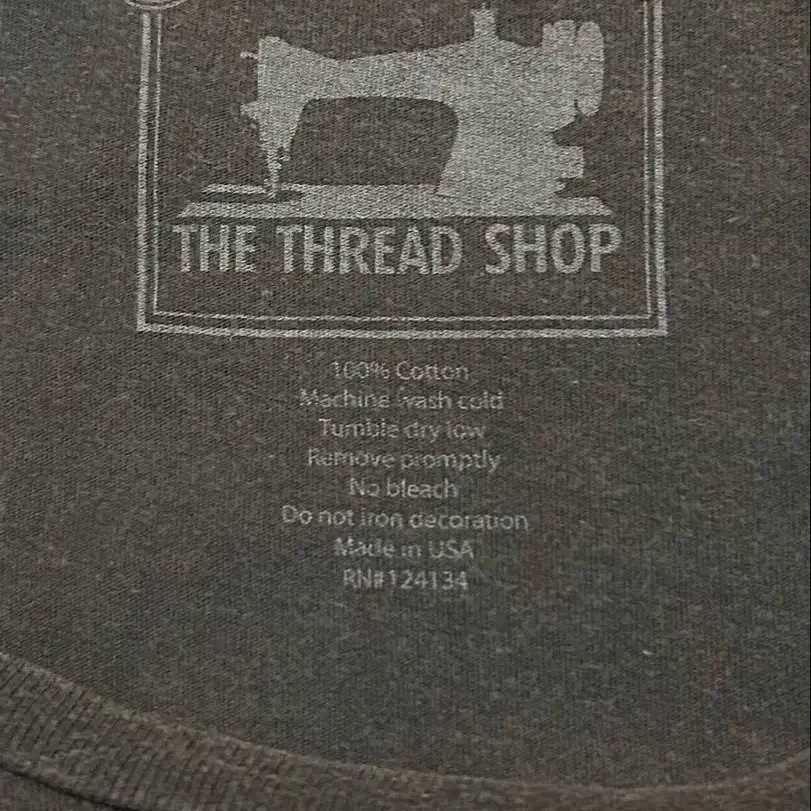 THE THREAD SHOP
100% Cotton
Machine wash cold
Tumble dry low
Remove promptly
No bleach
Do not iron decoration
Made in USA
RN#124134